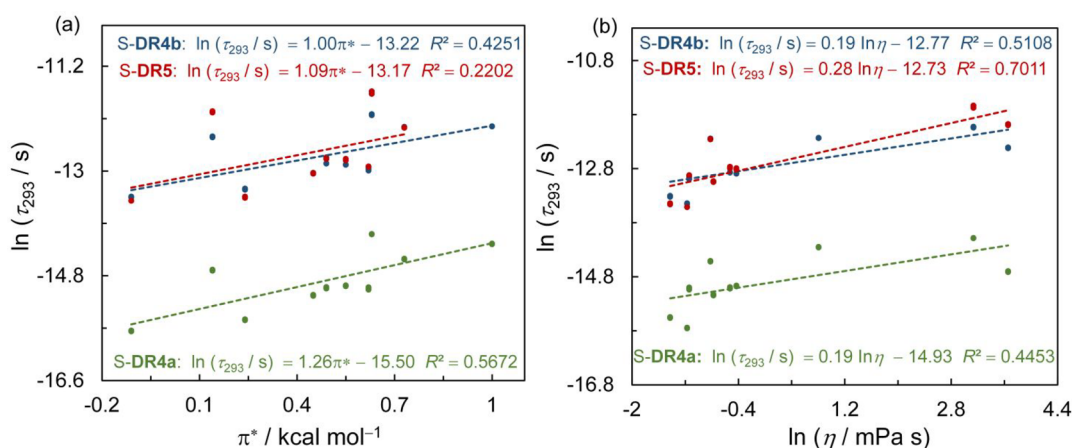 (a)
S-DR4b: ln (τ293 / s) = 1.00π* − 13.22 R² = 0.4251
S-DR5: ln (τ293 / s) = 1.09π* − 13.17 R² = 0.2202
-11.2
-13.0
-14.8
-16.6
ln (τ293 / s)
S-DR4a: ln (τ293 / s) = 1.26π* − 15.50 R² = 0.5672
-0.2 0.1 0.4 0.7 1
π* / kcal mol⁻¹
(b)
S-DR4b: ln (τ293 / s) = 0.19 lnη − 12.77 R² = 0.5108
S-DR5: ln (τ293 / s) = 0.28 lnη − 12.73 R² = 0.7011
-10.8
-12.8
-14.8
-16.8
ln (τ293 / s)
S-DR4a: ln (τ293 / s) = 0.19 lnη − 14.93 R² = 0.4453
-2 -0.4 1.2 2.8 4.4
ln (η / mPa s)